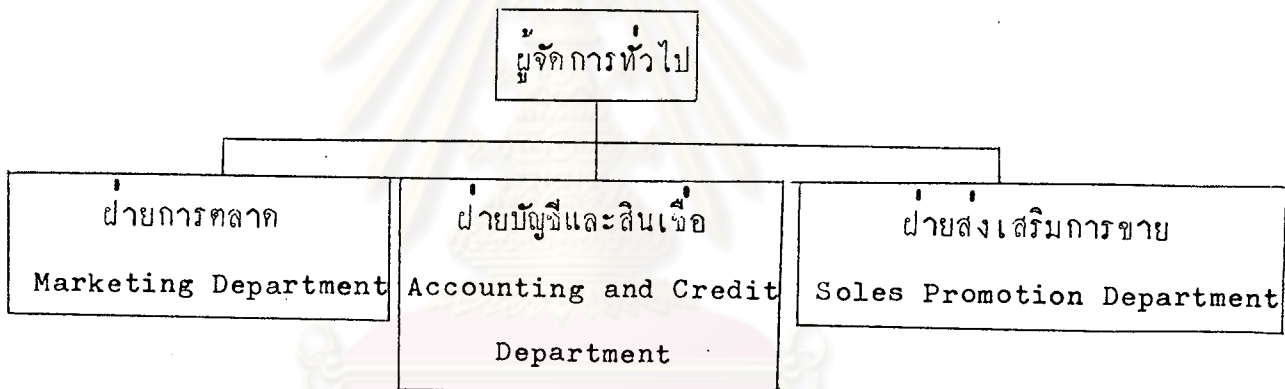 ผู้จัดการทั่วไป
ฝ่ายการตลาด
Marketing Department
ฝ่ายบัญชีและสินเชื่อ
Accounting and Credit
Department
ฝ่ายส่งเสริมการขาย
Soles Promotion Department